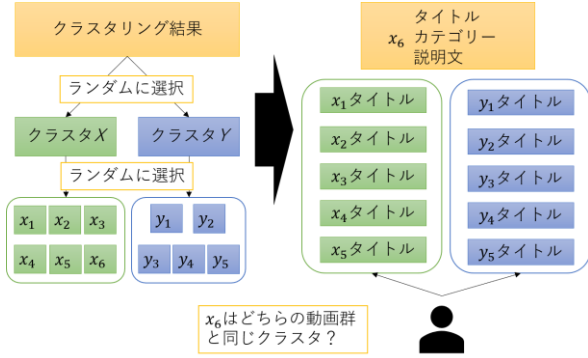 クラスタリング結果
ランダムに選択
クラスタX
クラスタY
ランダムに選択
x₁
x₂
x₃
x₄
x₅
x₆
y₁
y₂
y₃
y₄
y₅
タイトル
x₆ カテゴリー
説明文
x₁タイトル
x₂タイトル
x₃タイトル
x₄タイトル
x₅タイトル
y₁タイトル
y₂タイトル
y₃タイトル
y₄タイトル
y₅タイトル
x₆はどちらの動画群
と同じクラスタ？